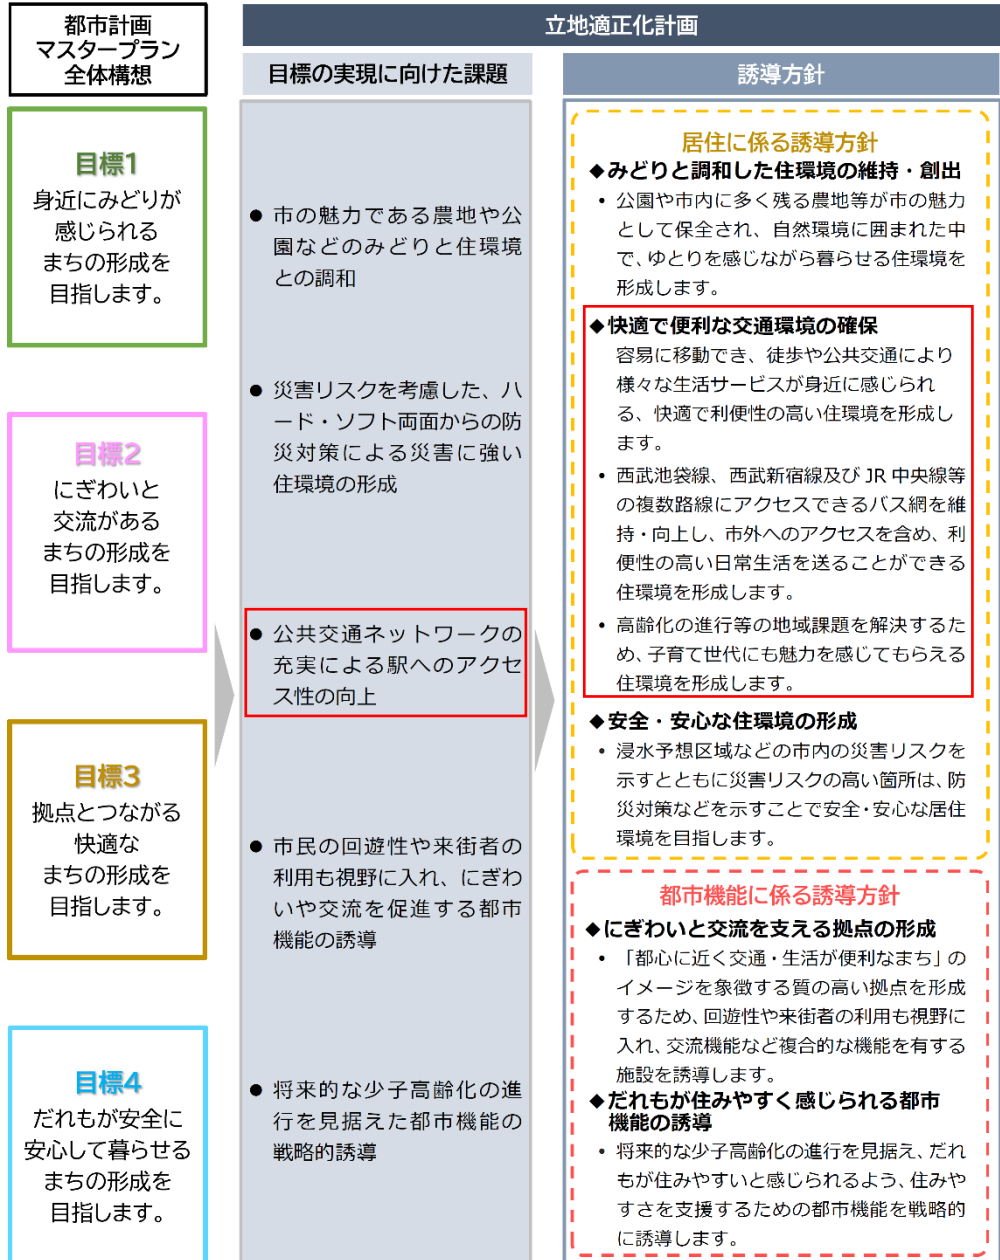 都市計画
マスタープラン
全体構想
立地適正化計画
目標の実現に向けた課題
誘導方針
目標1
身近にみどりが
感じられる
まちの形成を
目指します。
目標2
にぎわいと
交流がある
まちの形成を
目指します。
目標3
拠点とつながる
快適な
まちの形成を
目指します。
目標4
だれもが安全に
安心して暮らせる
まちの形成を
目指します。
● 市の魅力である農地や公
園などのみどりと住環境
との調和
● 災害リスクを考慮した、ハ
ード・ソフト両面からの防
災対策による災害に強い
住環境の形成
● 公共交通ネットワークの
充実による駅へのアクセ
ス性の向上
● 市民の回遊性や来街者の
利用も視野に入れ、にぎわ
いや交流を促進する都市
機能の誘導
● 将来的な少子高齢化の進
行を見据えた都市機能の
戦略的誘導
居住に係る誘導方針
◆みどりと調和した住環境の維持・創出
• 公園や市内に多く残る農地等が市の魅力
として保全され、自然環境に囲まれた中
で、ゆとりを感じながら暮らせる住環境を
形成します。
◆快適で便利な交通環境の確保
容易に移動でき、徒歩や公共交通により
様々な生活サービスが身近に感じられ
る、快適で利便性の高い住環境を形成し
ます。
• 西武池袋線、西武新宿線及び JR 中央線等
の複数路線にアクセスできるバス網を維
持・向上し、市外へのアクセスを含め、利
便性の高い日常生活を送ることができる
住環境を形成します。
• 高齢化の進行等の地域課題を解決するた
め、子育て世代にも魅力を感じてもらえる
住環境を形成します。
◆安全・安心な住環境の形成
• 浸水予想区域などの市内の災害リスクを
示すとともに災害リスクの高い箇所は、防
災対策などを示すことで安全・安心な居住
環境を目指します。
都市機能に係る誘導方針
◆にぎわいと交流を支える拠点の形成
• 「都心に近く交通・生活が便利なまち」の
イメージを象徴する質の高い拠点を形成
するため、回遊性や来街者の利用も視野に
入れ、交流機能など複合的な機能を有する
施設を誘導します。
◆だれもが住みやすく感じられる都市
機能の誘導
• 将来的な少子高齢化の進行を見据え、だれ
もが住みやすいと感じられるよう、住みや
すさを支援するための都市機能を戦略的
に誘導します。